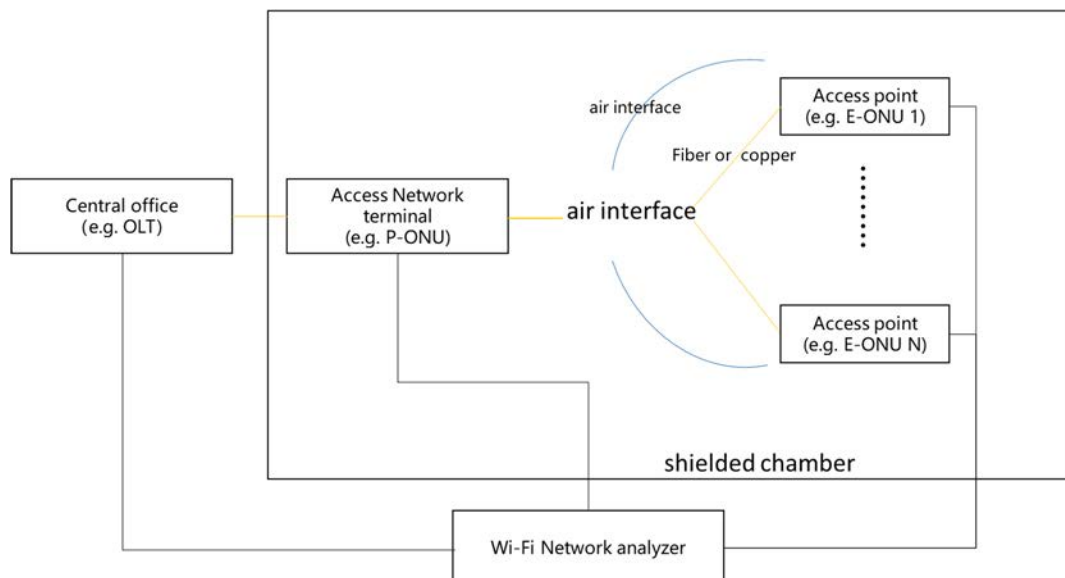 air interface
Access point
(e.g. E-ONU 1)
Fiber or copper
Central office
(e.g. OLT)
Access Network
terminal
(e.g. P-ONU)
air interface
Access point
(e.g. E-ONU N)
shielded chamber
Wi-Fi Network analyzer